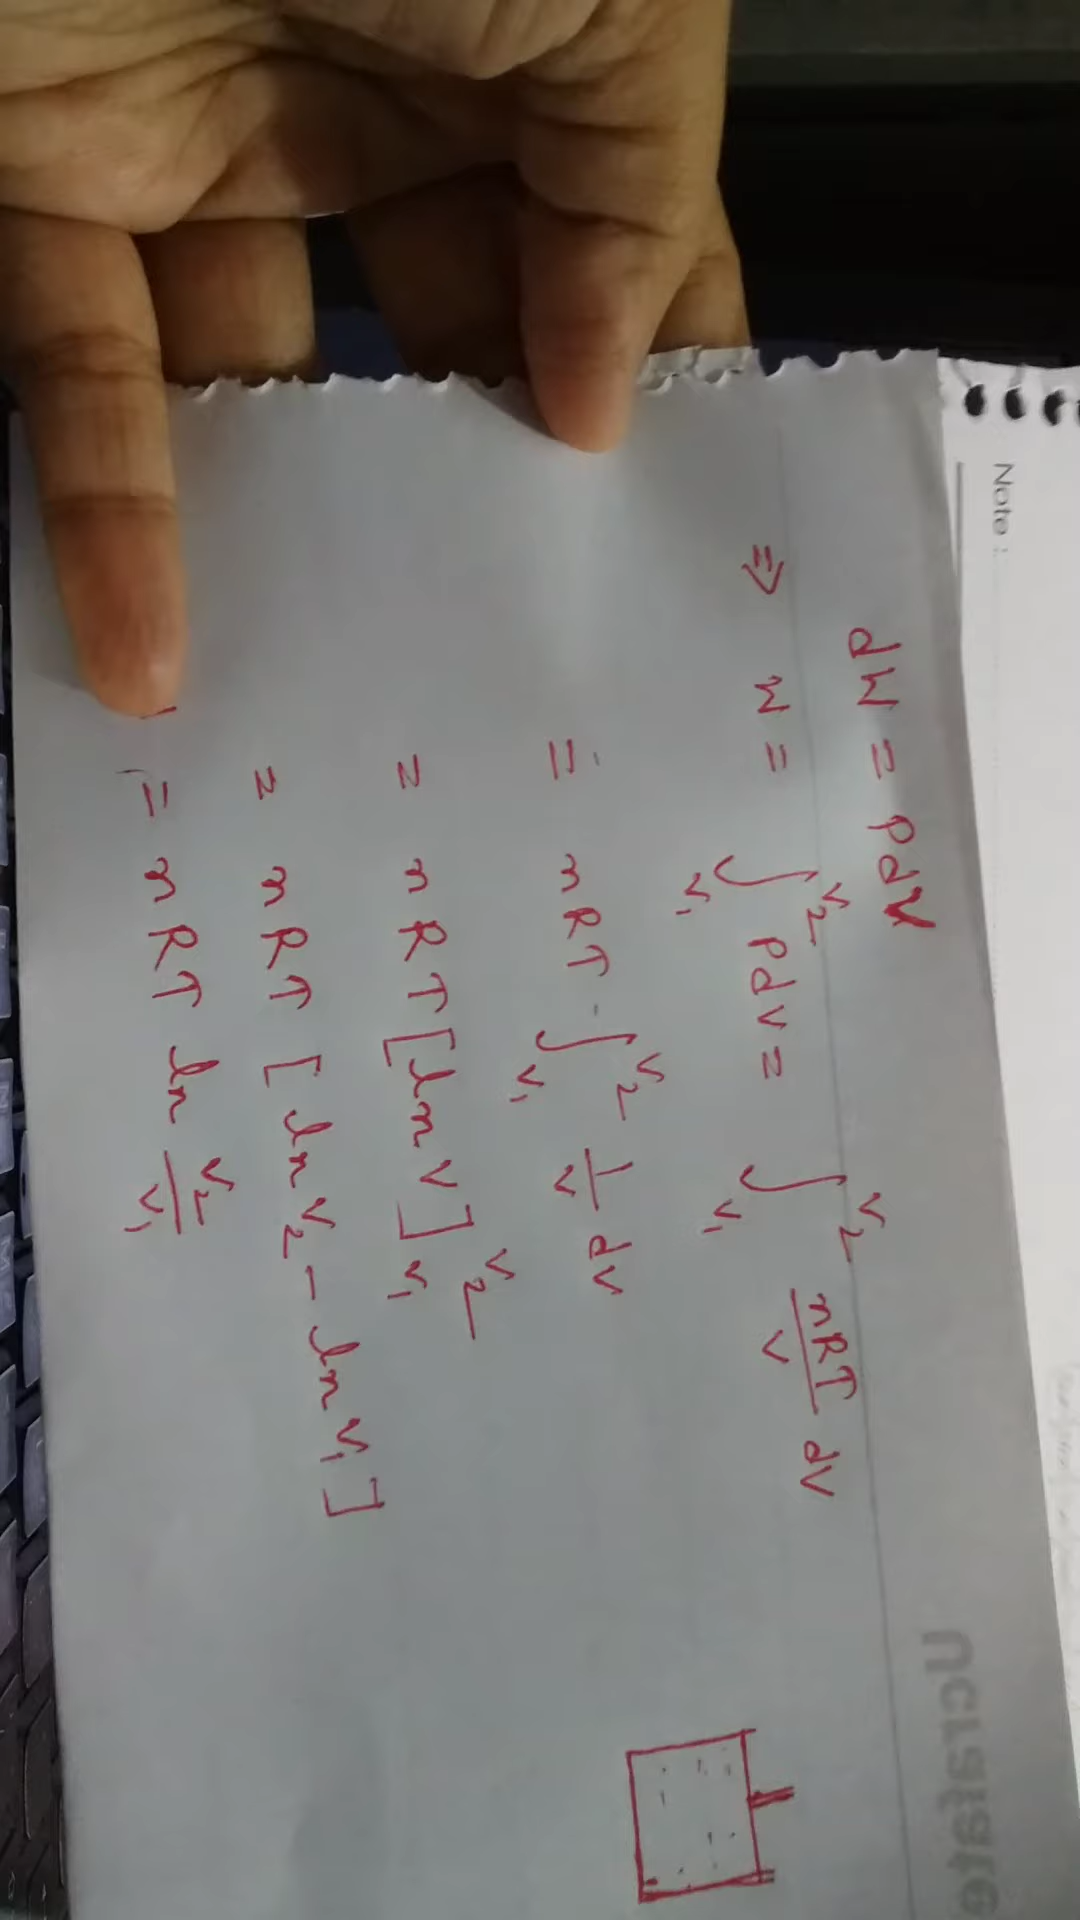 Note :
dW = PdV
⇒ W = ∫_{V₁}^{V₂} PdV = ∫_{V₁}^{V₂} nRT/V dV
= nRT · ∫_{V₁}^{V₂} 1/V dV
= nRT [ln V]_{V₁}^{V₂}
= nRT [ln V₂ - ln V₁]
= nRT ln V₂/V₁